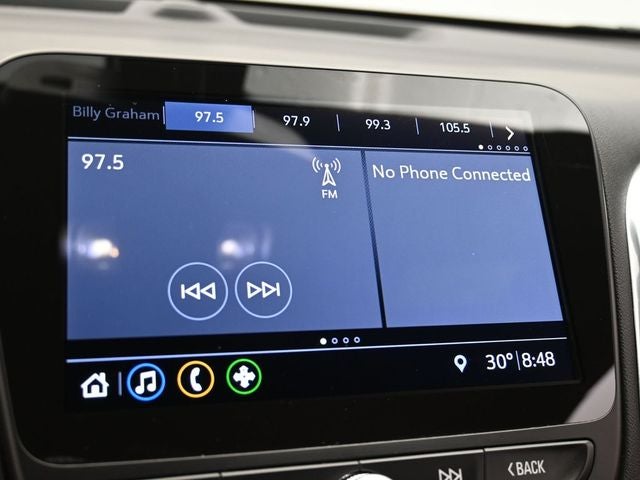 Billy Graham 97.5 97.9 99.3 105.5
97.5
FM
No Phone Connected
30° 8:48
BACK